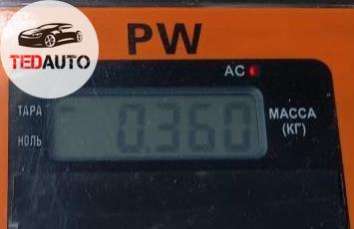 TEDAUTO
PW
AC
ТАРА
НОЛЬ
0.360
МАССА
(КГ)